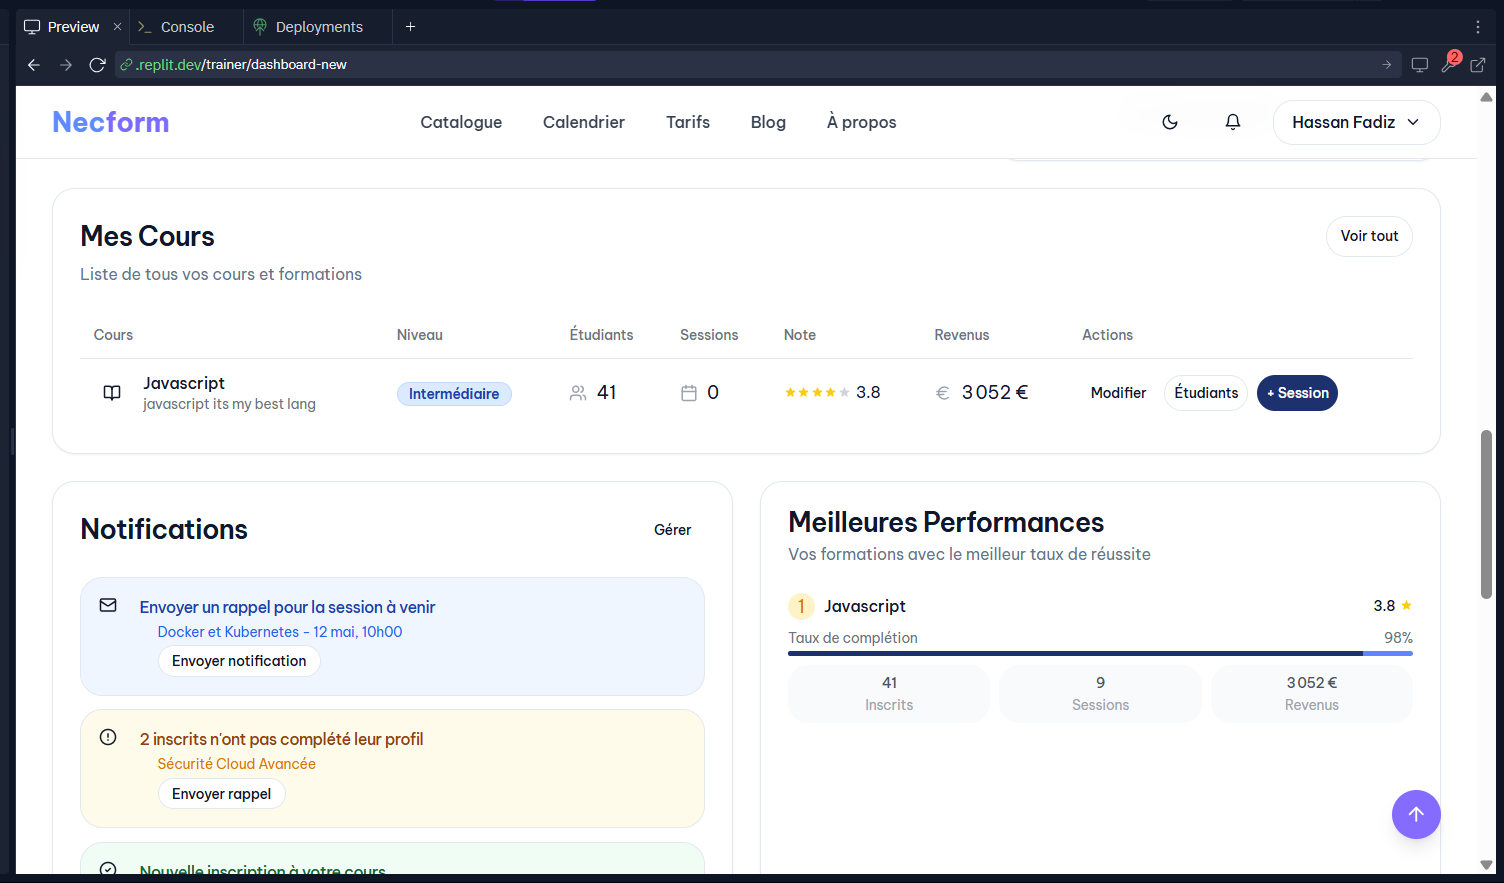 Preview
Console
Deployments
.replit.dev/trainer/dashboard-new
2
Necform
Catalogue
Calendrier
Tarifs
Blog
À propos
Hassan Fadiz
Mes Cours
Voir tout
Liste de tous vos cours et formations
Cours
Niveau
Étudiants
Sessions
Note
Revenus
Actions
Javascript
javascript its my best lang
Intermédiaire
41
0
3.8
€ 3 052 €
Modifier
Étudiants
+ Session
Notifications
Gérer
Envoyer un rappel pour la session à venir
Docker et Kubernetes - 12 mai, 10h00
Envoyer notification
2 inscrits n'ont pas complété leur profil
Sécurité Cloud Avancée
Envoyer rappel
Nouvelle inscription à votre cours
Meilleures Performances
Vos formations avec le meilleur taux de réussite
1
Javascript
3.8
Taux de complétion
98%
41
Inscrits
9
Sessions
3 052 €
Revenus